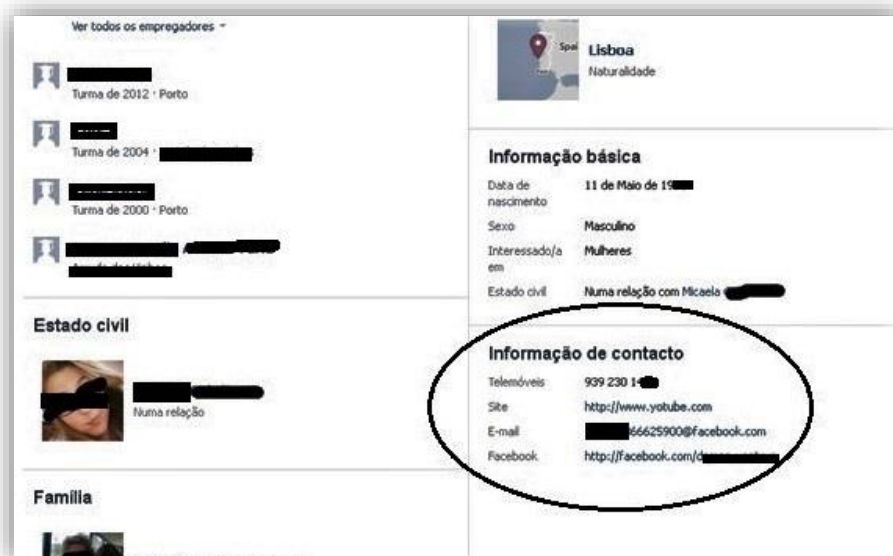 Ver todos os empregadores
Turma de 2012 · Porto
Turma de 2004 ·
Turma de 2000 · Porto
Estado civil
Numa relação
Família
Spai
Lisboa
Naturalidade
Informação básica
Data de nascimento 11 de Maio de 19
Sexo Masculino
Interessado/a em Mulheres
Estado civil Numa relação com Micaela
Informação de contacto
Telemóveis 939 230 1
Site http://www.yotube.com
E-mail 66625900@facebook.com
Facebook http://facebook.com/d